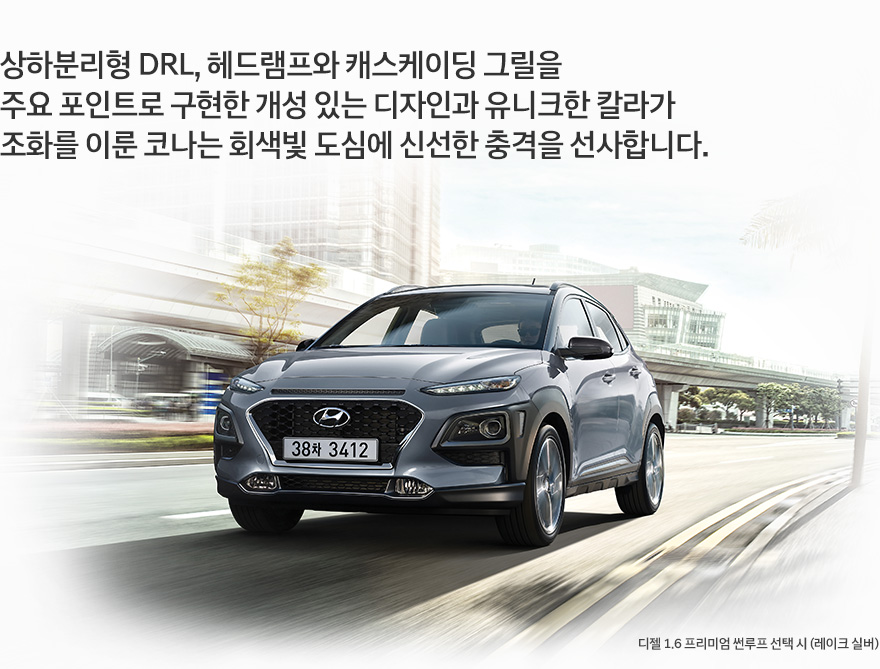 상하분리형 DRL, 헤드램프와 캐스케이딩 그릴을
주요 포인트로 구현한 개성 있는 디자인과 유니크한 칼라가
조화를 이룬 코나는 회색빛 도심에 신선한 충격을 선사합니다.
38차 3412
디젤 1.6 프리미엄 썬루프 선택 시 (레이크 실버)